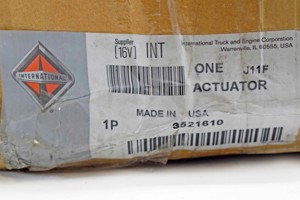 Supplier
[16V] INT
International Truck and Engine Corporation
Warrenville, IL 60555, USA
INTERNATIONAL
ONE J11F
ACTUATOR
MADE IN USA
1P 3521610